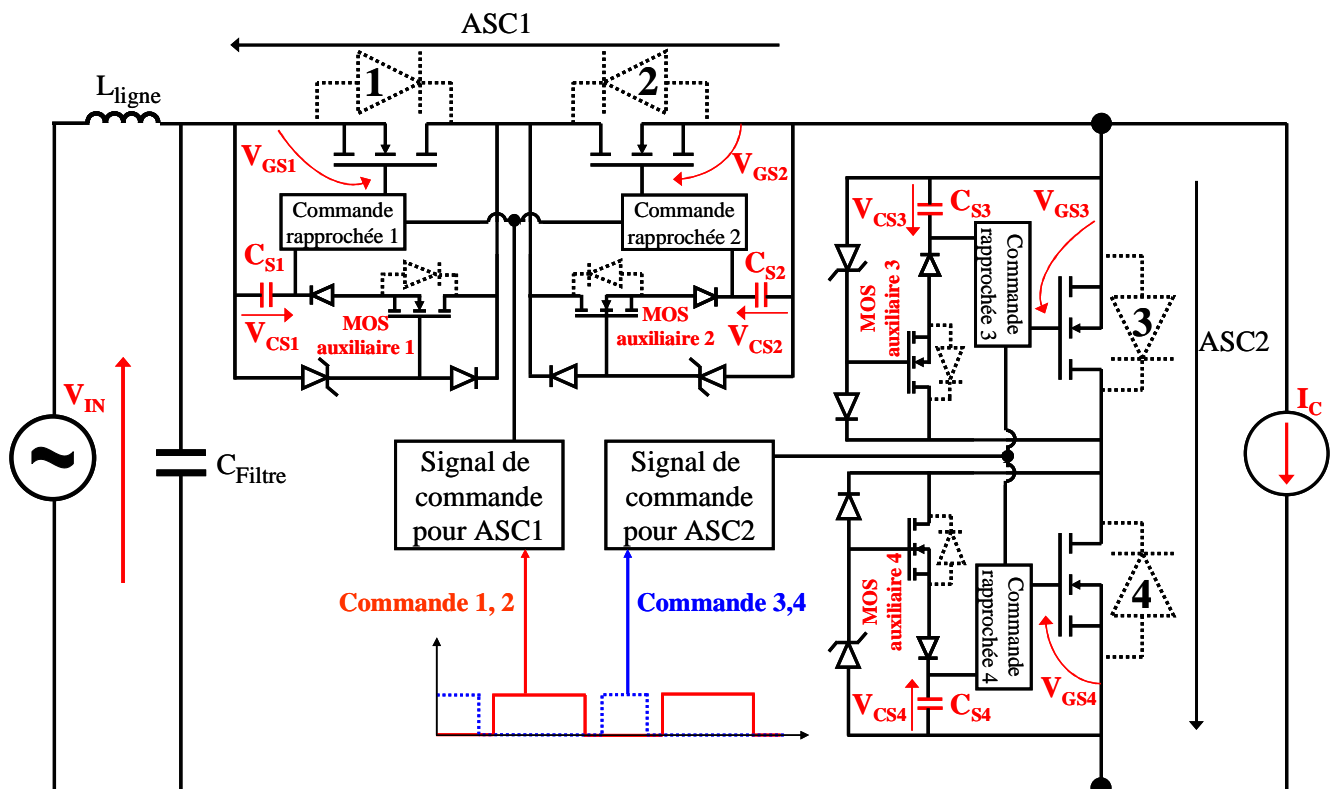 ASC1
L ligne
1
2
V GS1
V GS2
Commande
rapprochée 1
Commande
rapprochée 2
C S1
C S2
V CS1
MOS
auxiliaire 1
MOS
auxiliaire 2
V CS2
V CS3
C S3
V GS3
Commande
rapprochée 3
MOS
auxiliaire 3
3
ASC2
V IN
~
C Filtre
I C
Signal de
commande
pour ASC1
Signal de
commande
pour ASC2
MOS
auxiliaire 4
Commande
rapprochée 4
4
Commande 1, 2
Commande 3,4
V CS4
C S4
V GS4